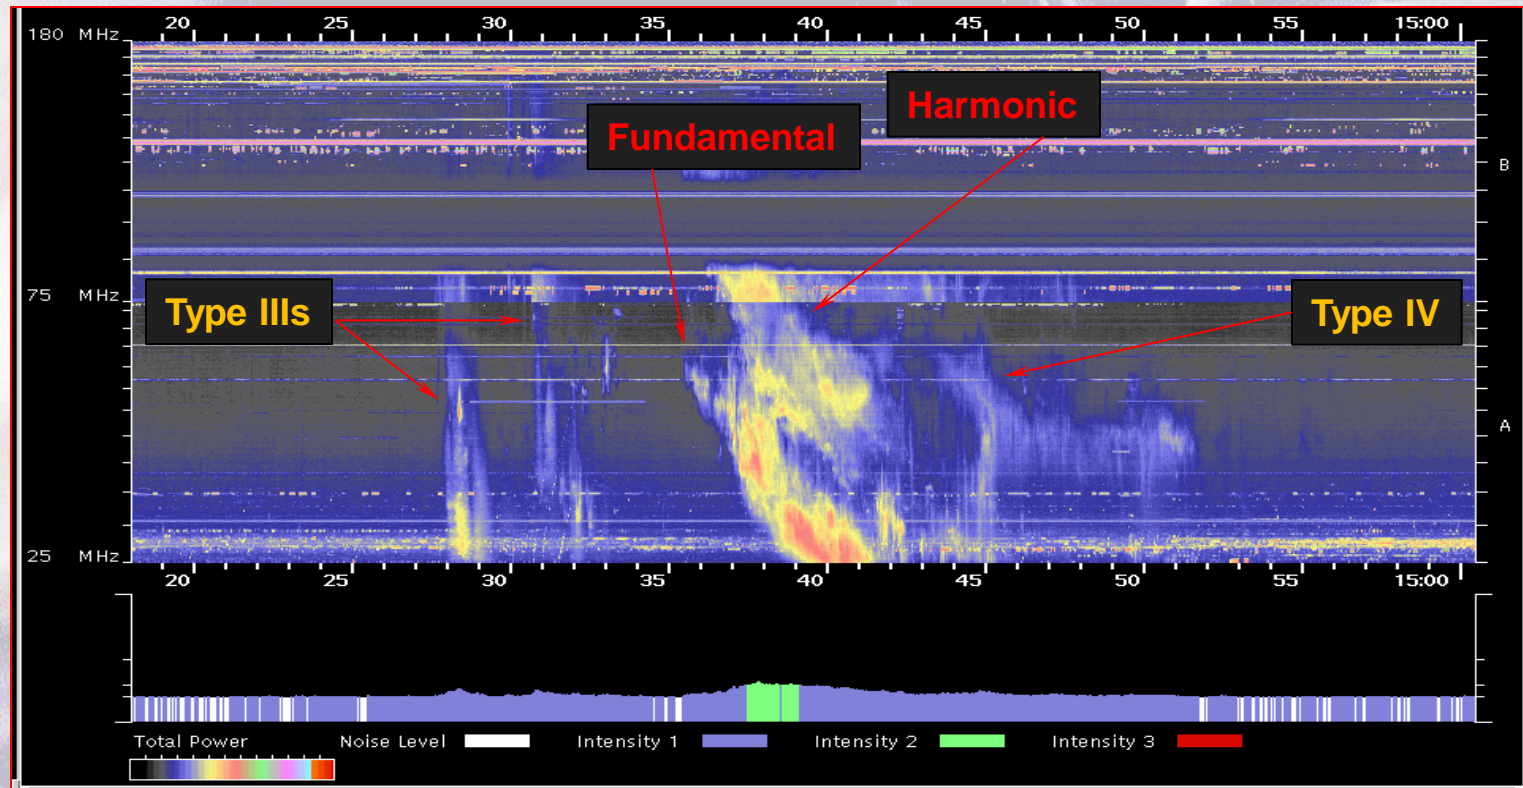 20 25 30 35 40 45 50 55 15:00
180 MHz
Harmonic
Fundamental
B
75 MHz
Type IIIs
Type IV
A
25 MHz
20 25 30 35 40 45 50 55 15:00
Total Power Noise Level Intensity 1 Intensity 2 Intensity 3